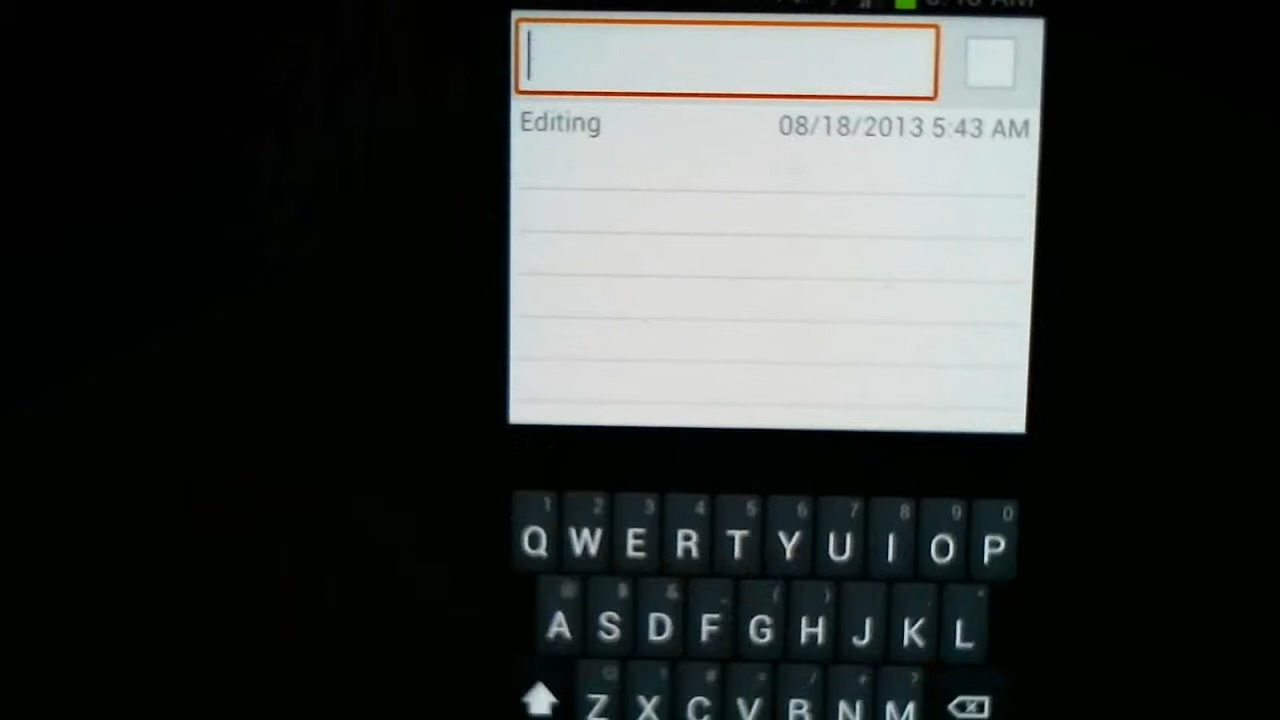 Editing 08/18/2013 5:43 AM
1 2 3 4 5 6 7 8 9 0
Q W E R T Y U I O P
A S D F G H J K L
Z X C V B N M